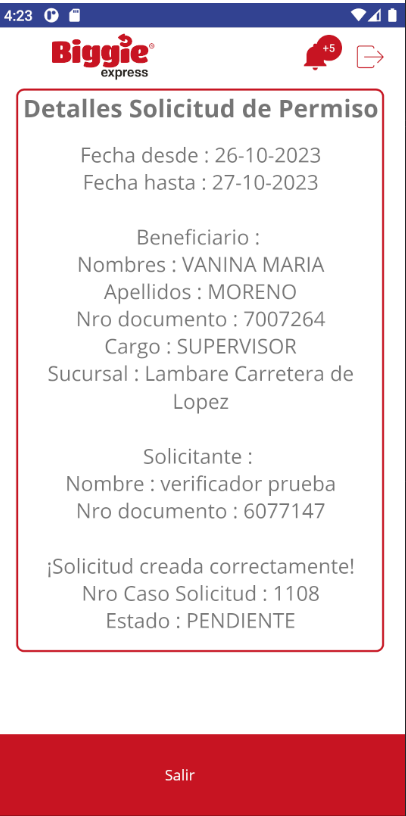 4:23
Biggie®
express
+5
Detalles Solicitud de Permiso
Fecha desde : 26-10-2023
Fecha hasta : 27-10-2023
Beneficiario :
Nombres : VANINA MARIA
Apellidos : MORENO
Nro documento : 7007264
Cargo : SUPERVISOR
Sucursal : Lambare Carretera de
Lopez
Solicitante :
Nombre : verificador prueba
Nro documento : 6077147
¡Solicitud creada correctamente!
Nro Caso Solicitud : 1108
Estado : PENDIENTE
Salir